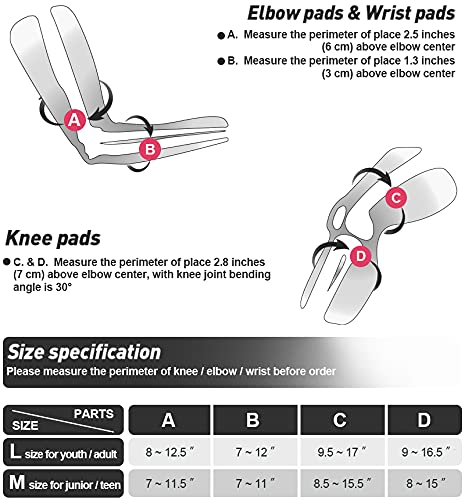 Elbow pads & Wrist pads
● A. Measure the perimeter of place 2.5 inches
(6 cm) above elbow center
● B. Measure the perimeter of place 1.3 inches
(3 cm) above elbow center
A
B
C
D
Knee pads
● C. & D. Measure the perimeter of place 2.8 inches
(7 cm) above elbow center, with knee joint bending
angle is 30°
Size specification
Please measure the perimeter of knee / elbow / wrist before order
PARTS
SIZE
A B C D
L size for youth / adult 8 ~ 12.5 ″ 7 ~ 12 ″ 9.5 ~ 17 ″ 9 ~ 16.5 ″
M size for junior / teen 7 ~ 11.5 ″ 7 ~ 11 ″ 8.5 ~ 15.5 ″ 8 ~ 15 ″